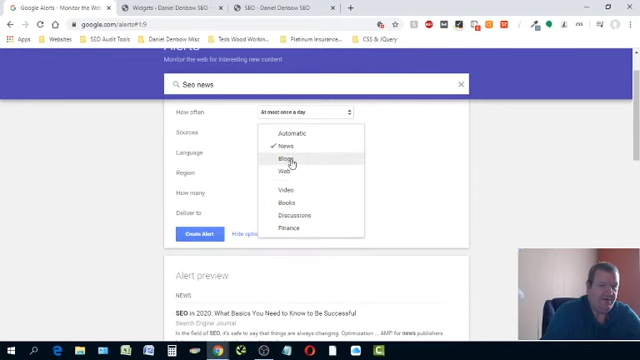 Google Alerts - Monitor the W
Widgets - Daniel Denbow SEO
Daniel Denbow SEO
google.com/alerts#1:9
Apps
Websites
SEO Audit Tools
Daniel Denbow Misc
Teds Wood Working...
Platinum Insurance...
CSS & JQuery
Alerts
Monitor the web for interesting new content
Seo news
How often
At most once a day
Sources
Automatic
News
Language
Blogs
Region
Web
How many
Video
Books
Deliver to
Discussions
Finance
Create Alert
Hide optio
Alert preview
NEWS
SEO in 2020: What Basics You Need to Know to Be Successful
Search Engine Journal
In the field of SEO, it's safe to say that things are always changing. Optimization ... AMP for news publishers